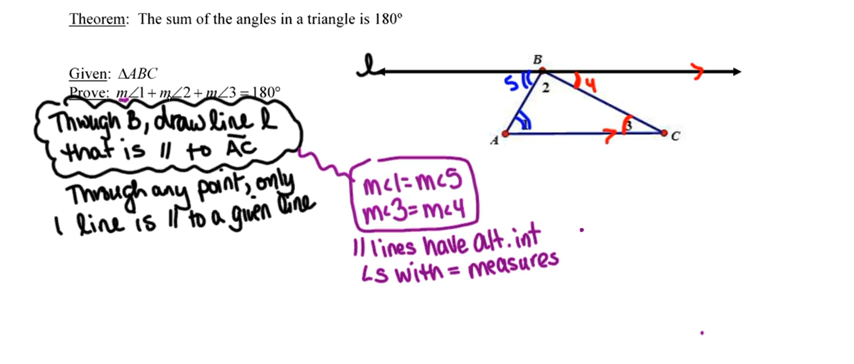 Theorem: The sum of the angles in a triangle is 180°
Given: ΔABC
Prove: m∠1 + m∠2 + m∠3 = 180°
Through B, draw line l
that is || to AC
Through any point, only
1 line is || to a given line
m<1 = m<5
m<3 = m<4
|| lines have alt. int
∠s with = measures
l
B
5
2
4
1
3
A
C